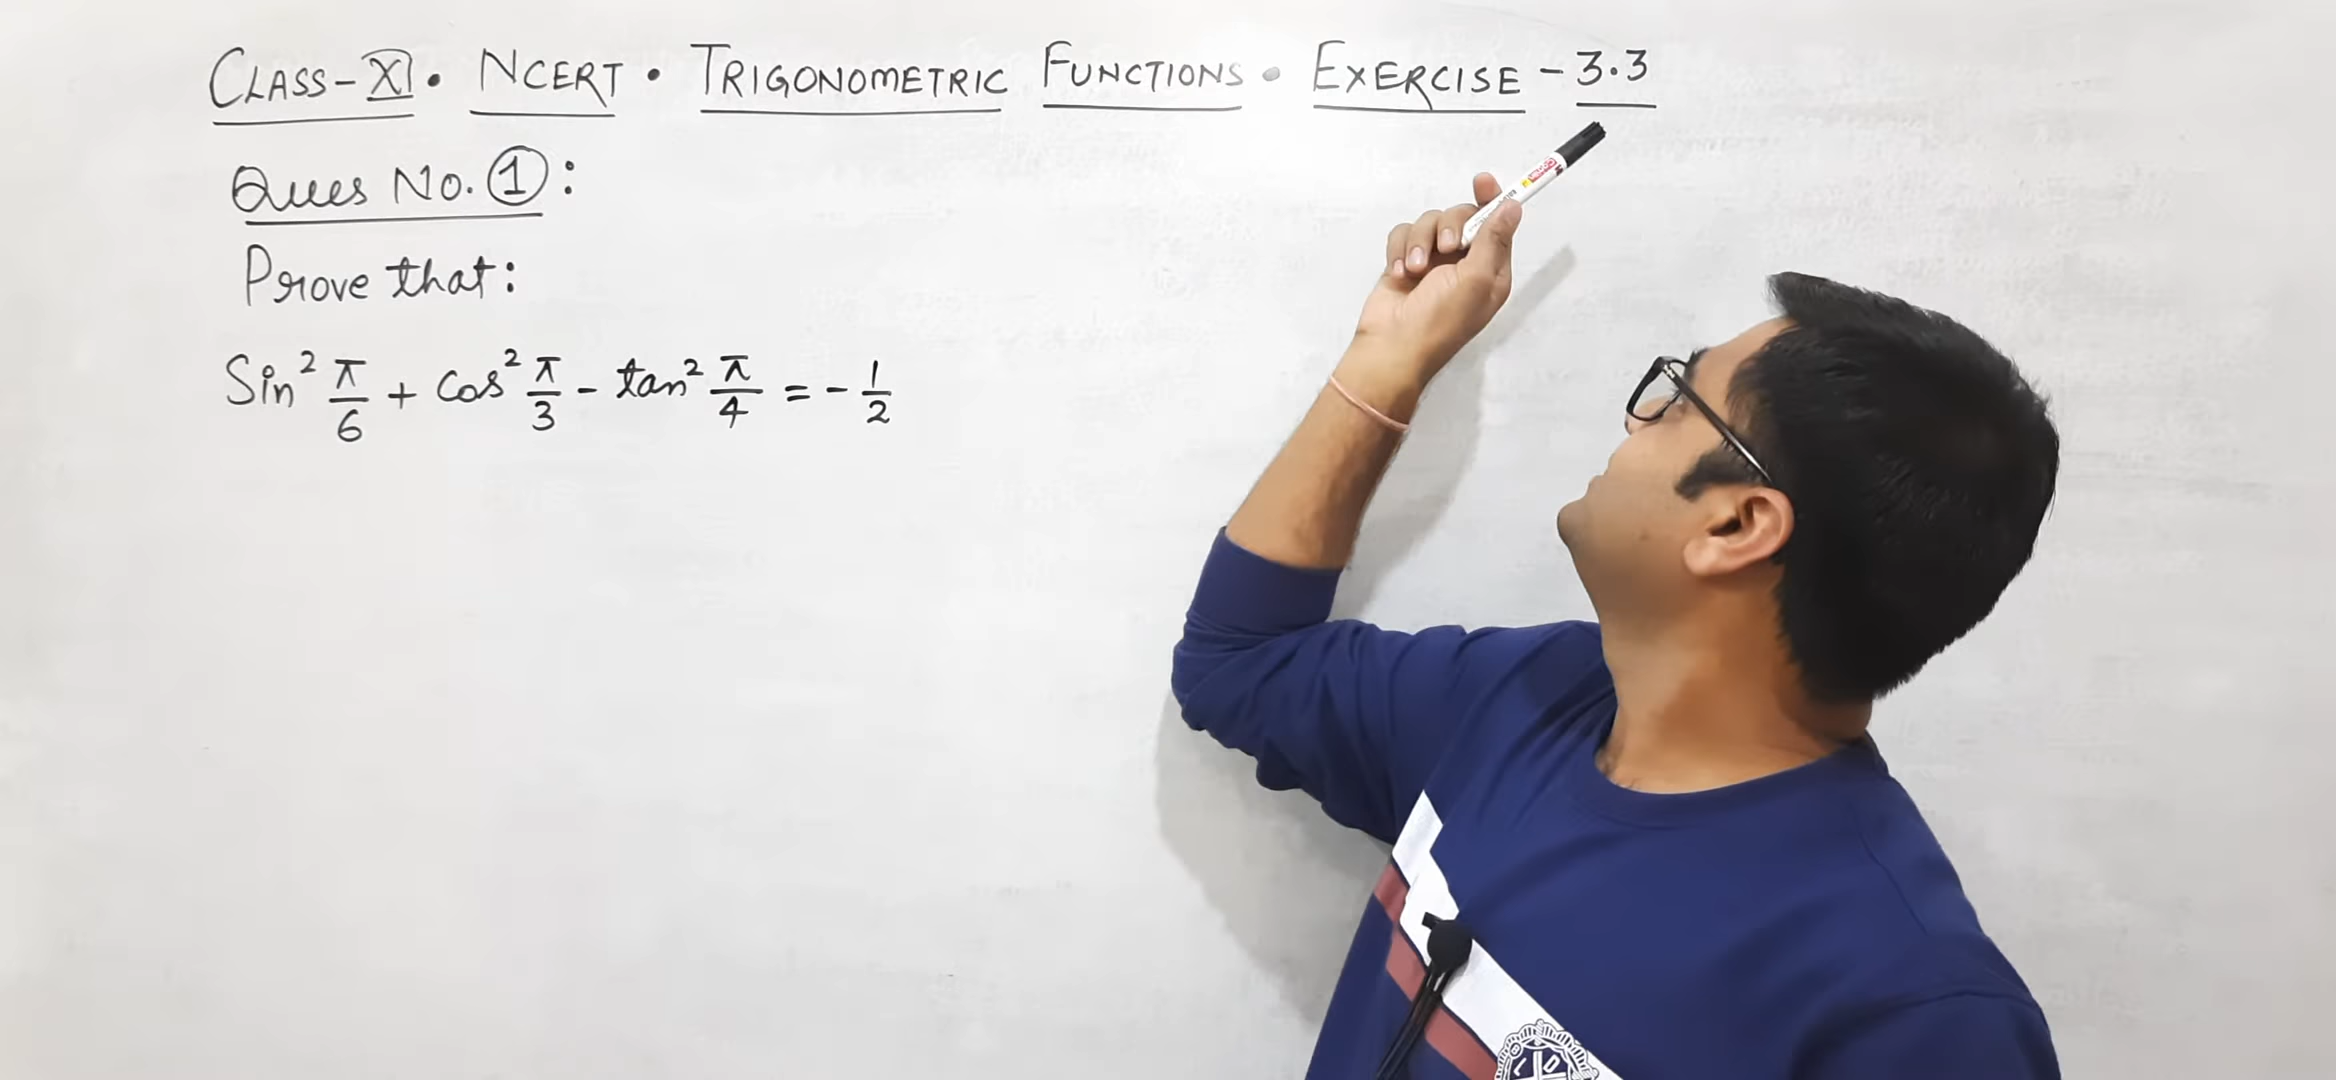 CLASS-XI • NCERT • TRIGONOMETRIC FUNCTIONS • EXERCISE - 3.3
Ques No. ①:
Prove that:
Sin² π/6 + cos² π/3 - tan² π/4 = - 1/2
L D